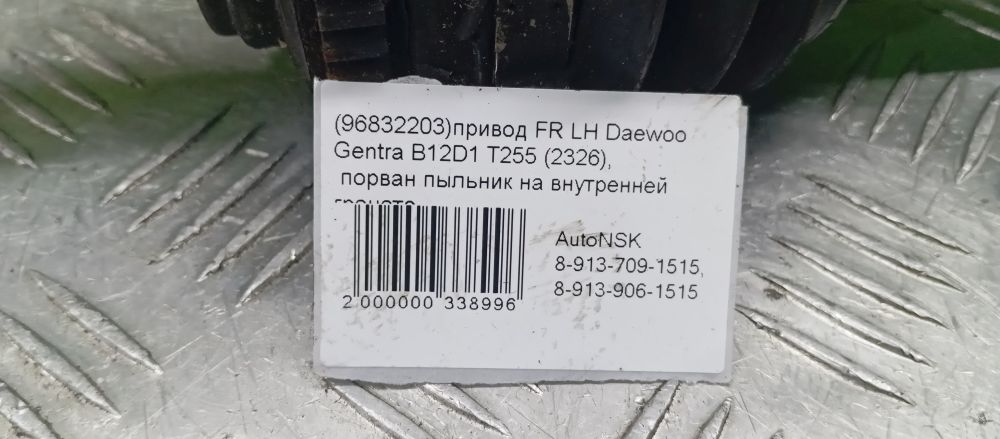 (96832203)привод FR LH Daewoo
Gentra B12D1 T255 (2326),
порван пыльник на внутренней
AutoNSK
8-913-709-1515,
8-913-906-1515
2 000000 338996